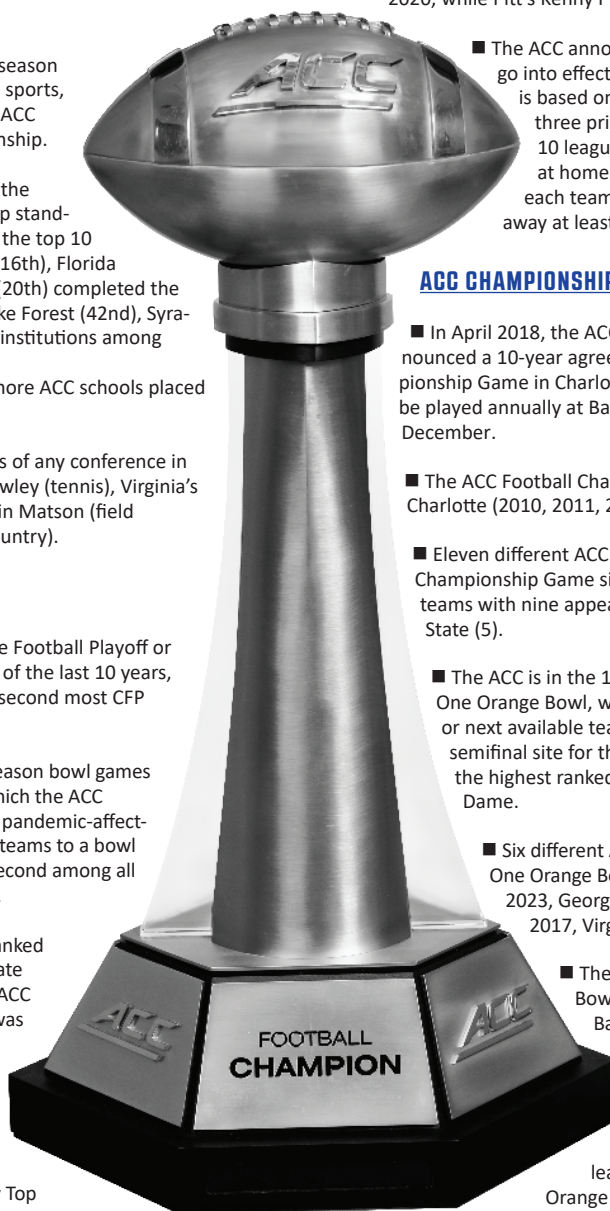 season
sports,
ACC
nship.
the
p stand-
the top 10
16th), Florida
(20th) completed the
ke Forest (42nd), Syra-
institutions among
more ACC schools placed
s of any conference in
wley (tennis), Virginia's
in Matson (field
untry).
e Football Playoff or
of the last 10 years,
second most CFP
eason bowl games
hich the ACC
pandemic-affect-
teams to a bowl
econd among all
nked
ate
ACC
was
Top
ACC
ACC
FOOTBALL
CHAMPION
ACC
2020, while Pitt's Kenny P
■ The ACC anno
go into effect
is based on
three pri
10 leagu
at home
each team
away at least
ACC CHAMPIONSHIP
■ In April 2018, the ACC
nounced a 10-year agree
pionship Game in Charlo
be played annually at Ba
December.
■ The ACC Football Cha
Charlotte (2010, 2011, 2
■ Eleven different ACC
Championship Game si
teams with nine appea
State (5).
■ The ACC is in the 1
One Orange Bowl, w
or next available tea
semifinal site for th
the highest ranked
Dame.
■ Six different A
One Orange Bo
2023, Georg
2017, Virg
■ The
Bow
Ba
lea
Orange